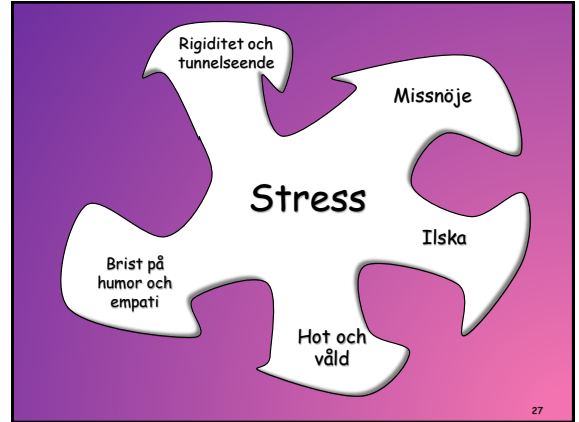 Rigiditet och
tunnelseende
Missnöje
Stress
Ilska
Brist på
humor och
empati
Hot och
våld
27